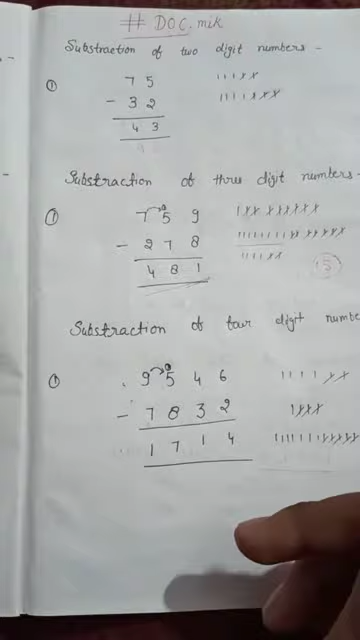 ## DOC. mik
Substraction of two digit numbers -
① 7 5
- 3 2
4 3
Substraction of three digit numbers -
① 7 5 9
- 2 7 8
4 8 1
5
Substraction of four digit numbe
① 9 5 4 6
- 7 8 3 2
1 7 1 4